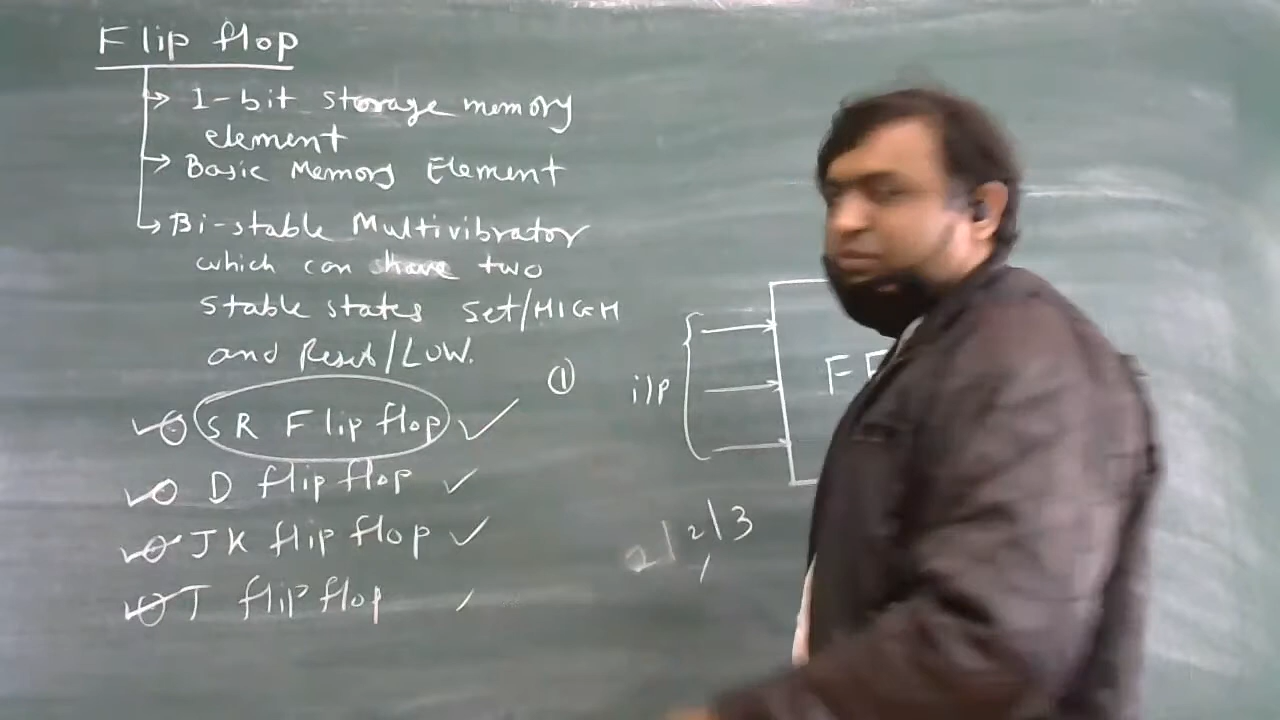 Flip flop
1-bit storage memory
element
Basic Memory Element
Bi-stable Multivibrator
which can have two
stable states set/HIGH
and Reset/LOW.
①
SR Flip flop
D flip flop
JK flip flop
T flip flop
i/p
FF
2/3